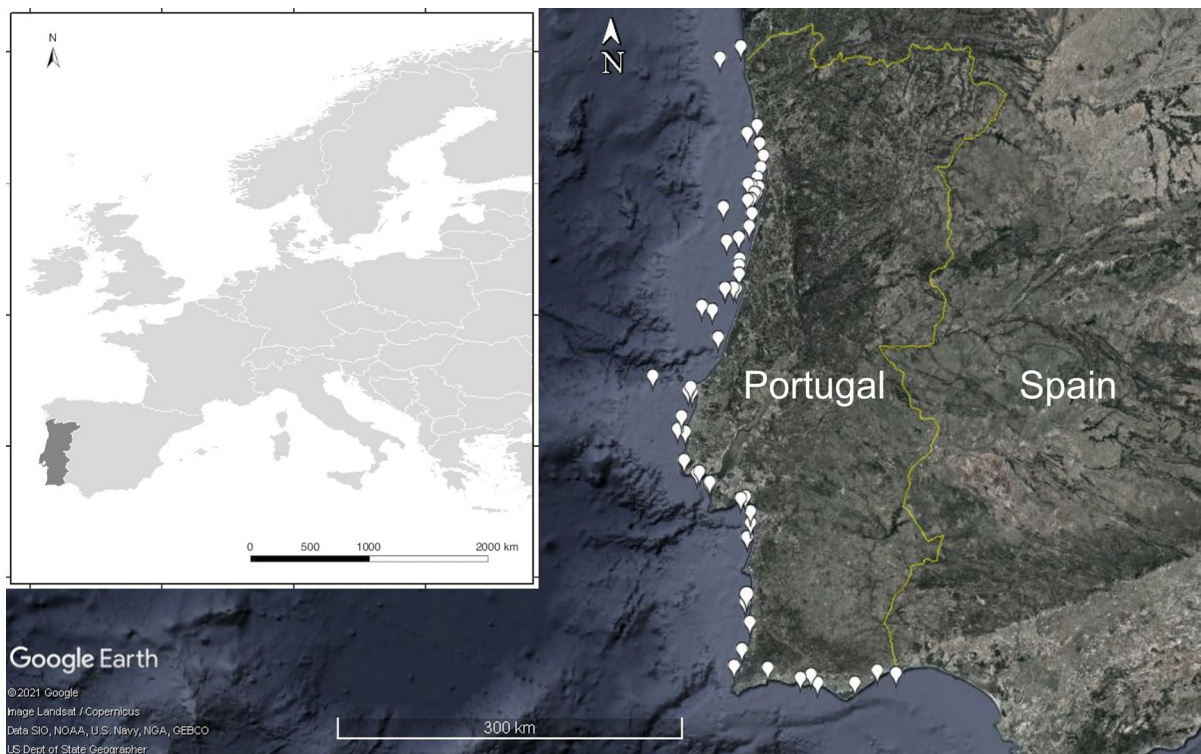 N
0 500 1000 2000 km
N
Portugal
Spain
Google Earth
©2021 Google
Image Landsat / Copernicus
Data SIO, NOAA, U.S. Navy, NGA, GEBCO
US Dept of State Geographer
300 km